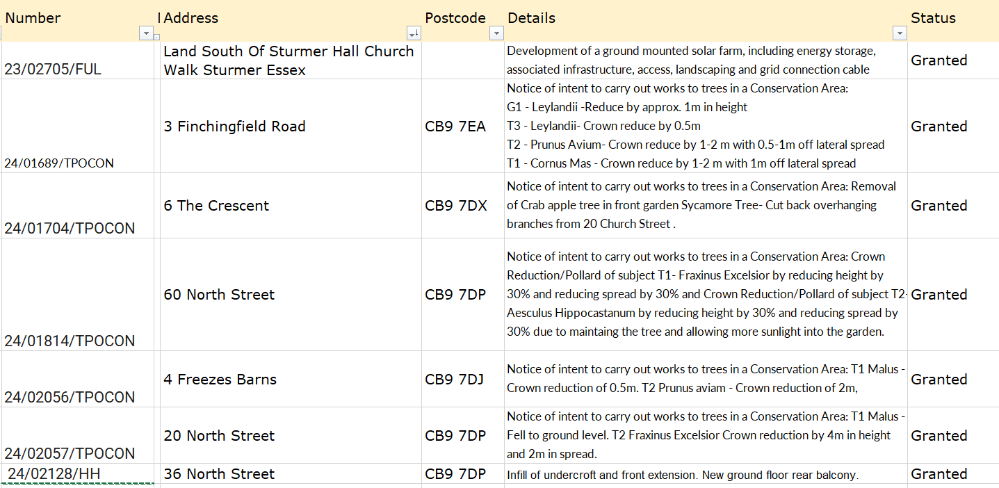 Number Address Postcode Details Status
Land South Of Sturmer Hall Church
Walk Sturmer Essex
23/02705/FUL
Development of a ground mounted solar farm, including energy storage,
associated infrastructure, access, landscaping and grid connection cable
Granted
24/01689/TPOCON
3 Finchingfield Road
CB9 7EA
Notice of intent to carry out works to trees in a Conservation Area:
G1 - Leylandii -Reduce by approx. 1m in height
T3 - Leylandii- Crown reduce by 0.5m
T2 - Prunus Avium- Crown reduce by 1-2 m with 0.5-1m off lateral spread
T1 - Cornus Mas - Crown reduce by 1-2 m with 1m off lateral spread
Granted
24/01704/TPOCON
6 The Crescent
CB9 7DX
Notice of intent to carry out works to trees in a Conservation Area: Removal
of Crab apple tree in front garden Sycamore Tree- Cut back overhanging
branches from 20 Church Street .
Granted
24/01814/TPOCON
60 North Street
CB9 7DP
Notice of intent to carry out works to trees in a Conservation Area: Crown
Reduction/Pollard of subject T1- Fraxinus Excelsior by reducing height by
30% and reducing spread by 30% and Crown Reduction/Pollard of subject T2-
Aesculus Hippocastanum by reducing height by 30% and reducing spread by
30% due to maintaing the tree and allowing more sunlight into the garden.
Granted
24/02056/TPOCON
4 Freezes Barns
CB9 7DJ
Notice of intent to carry out works to trees in a Conservation Area: T1 Malus -
Crown reduction of 0.5m. T2 Prunus aviam - Crown reduction of 2m,
Granted
24/02057/TPOCON
20 North Street
CB9 7DP
Notice of intent to carry out works to trees in a Conservation Area: T1 Malus -
Fell to ground level. T2 Fraxinus Excelsior Crown reduction by 4m in height
and 2m in spread.
Granted
24/02128/HH
36 North Street
CB9 7DP
Infill of undercroft and front extension. New ground floor rear balcony.
Granted